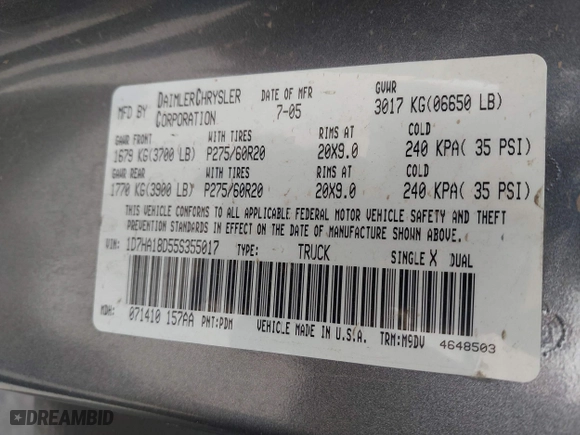 MFD BY DAIMLERCHRYSLER CORPORATION DATE OF MFR 7-05 GVWR 3017 KG(06650 LB)
GAWR FRONT WITH TIRES RIMS AT COLD
1679 KG(3700 LB) P275/60R20 20X9.0 240 KPA( 35 PSI)
GAWR REAR WITH TIRES RIMS AT COLD
1770 KG(3900 LB) P275/60R20 20X9.0 240 KPA( 35 PSI)
THIS VEHICLE CONFORMS TO ALL APPLICABLE FEDERAL MOTOR VEHICLE SAFETY AND THEFT
PREVENTION STANDARDS IN EFFECT ON THE DATE OF MANUFACTURE SHOWN ABOVE.
VIN: 1D7HA18D55S355017 TYPE: TRUCK SINGLE X DUAL
MDH: 071410 157AA PNT:PDM VEHICLE MADE IN U.S.A. TRM:M9DV 4648503
DREAMBID